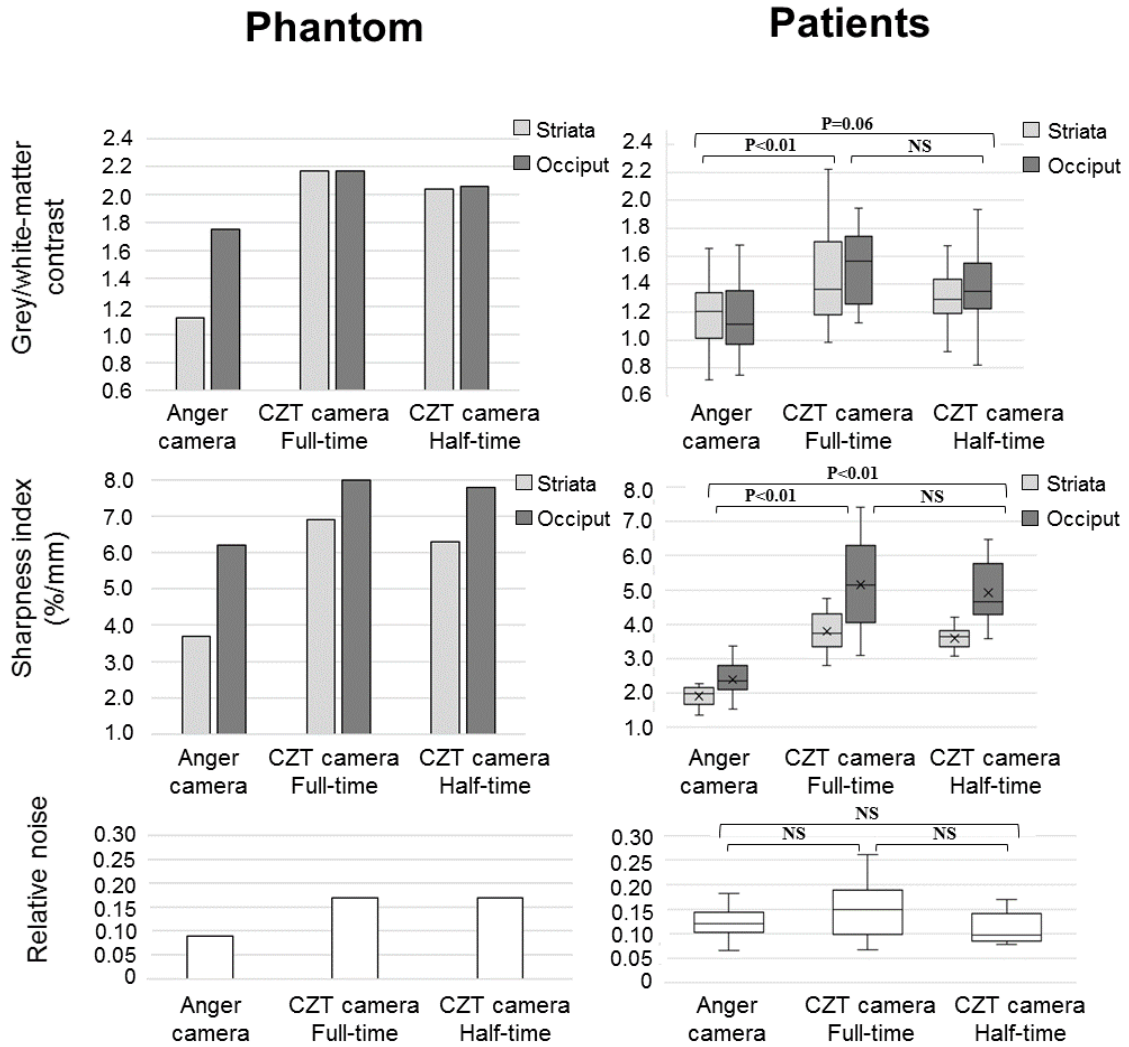 Phantom
Patients
Grey/white-matter
contrast
2.4
2.2
2.0
1.8
1.6
1.4
1.2
1.0
0.8
0.6
Striata
Occiput
Anger
camera
CZT camera
Full-time
CZT camera
Half-time
2.4
2.2
2.0
1.8
1.6
1.4
1.2
1.0
0.8
0.6
P=0.06
P<0.01
NS
Striata
Occiput
Anger
camera
CZT camera
Full-time
CZT camera
Half-time
Sharpness index
(%/mm)
8.0
7.0
6.0
5.0
4.0
3.0
2.0
1.0
Striata
Occiput
Anger
camera
CZT camera
Full-time
CZT camera
Half-time
8.0
7.0
6.0
5.0
4.0
3.0
2.0
1.0
P<0.01
P<0.01
NS
Striata
Occiput
Anger
camera
CZT camera
Full-time
CZT camera
Half-time
Relative noise
0.30
0.25
0.20
0.15
0.10
0.05
0
Anger
camera
CZT camera
Full-time
CZT camera
Half-time
0.30
0.25
0.20
0.15
0.10
0.05
0
NS
NS
NS
Anger
camera
CZT camera
Full-time
CZT camera
Half-time